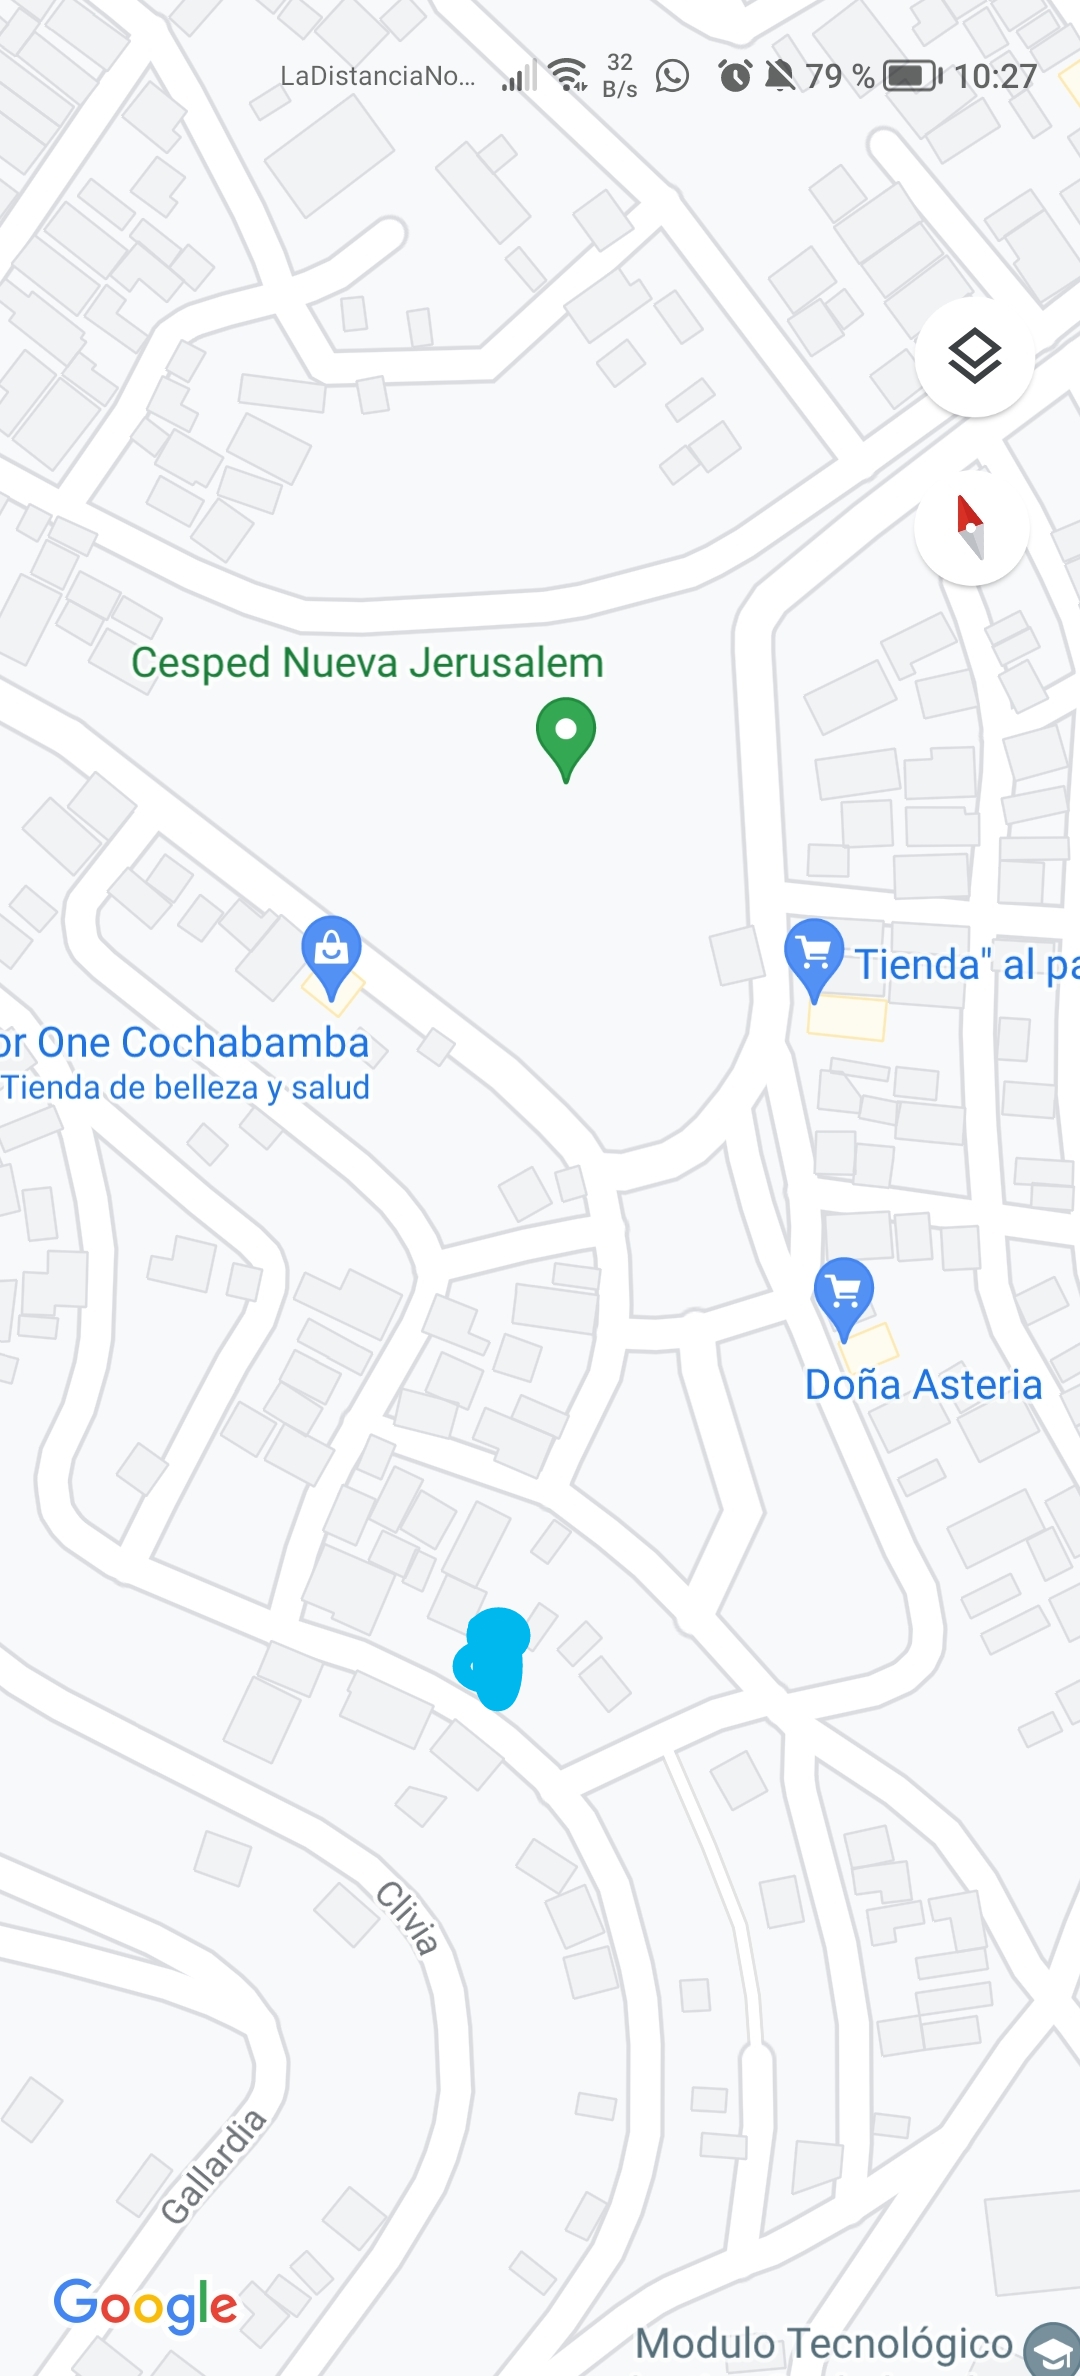 LaDistanciaNo...
32
B/s
79 %
10:27
Cesped Nueva Jerusalem
Tienda" al pa
or One Cochabamba
Tienda de belleza y salud
Doña Asteria
Clivia
Gallardia
Google
Modulo Tecnológico